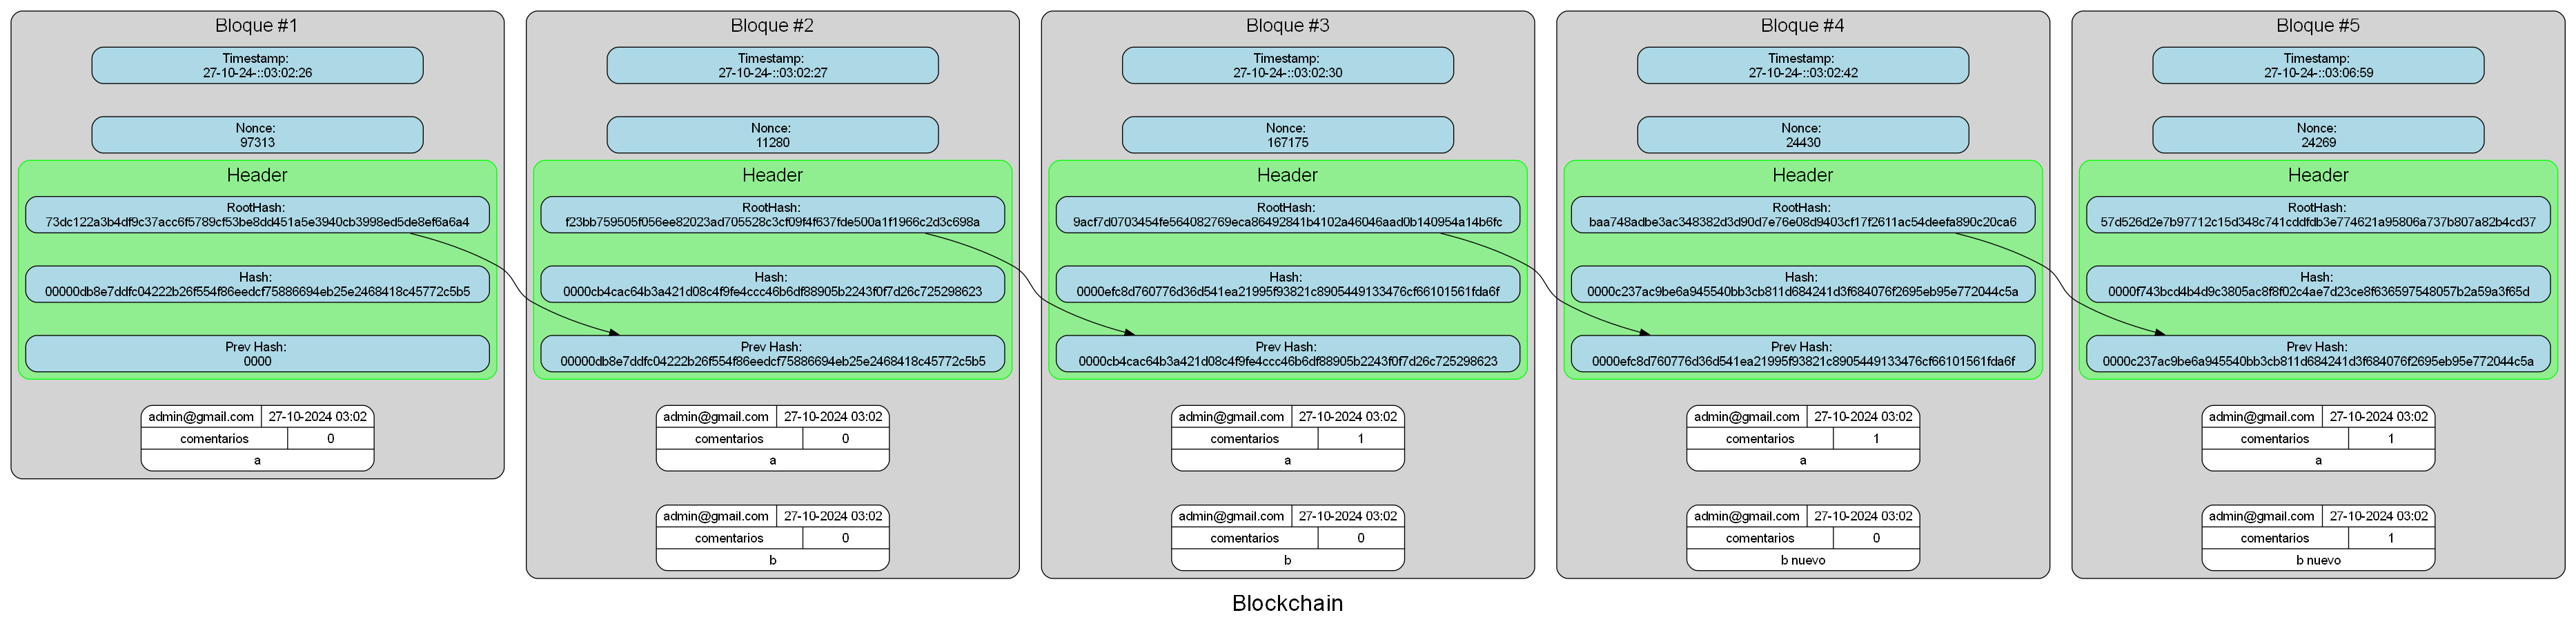 Bloque #1
Timestamp:
27-10-24-::03:02:26
Nonce:
97313
Header
RootHash:
73dc122a3b4df9c37acc6f5789cf53be8dd451a5e3940cb3998ed5de8ef6a6a4
Hash:
00000db8e7ddfc04222b26f554f86eedcf75886694eb25e2468418c45772c5b5
Prev Hash:
0000
admin@gmail.com 27-10-2024 03:02
comentarios 0
a
Bloque #2
Timestamp:
27-10-24-::03:02:27
Nonce:
11280
Header
RootHash:
f23bb759505f056ee82023ad705528c3cf09f4f637fde500a1f1966c2d3c698a
Hash:
0000cb4cac64b3a421d08c4f9fe4ccc46b6df88905b2243f0f7d26c725298623
Prev Hash:
00000db8e7ddfc04222b26f554f86eedcf75886694eb25e2468418c45772c5b5
admin@gmail.com 27-10-2024 03:02
comentarios 0
a
admin@gmail.com 27-10-2024 03:02
comentarios 0
b
Bloque #3
Timestamp:
27-10-24-::03:02:30
Nonce:
167175
Header
RootHash:
9acf7d0703454fe564082769eca86492841b4102a46046aad0b140954a14b6fc
Hash:
0000efc8d760776d36d541ea21995f93821c8905449133476cf66101561fda6f
Prev Hash:
0000cb4cac64b3a421d08c4f9fe4ccc46b6df88905b2243f0f7d26c725298623
admin@gmail.com 27-10-2024 03:02
comentarios 1
a
admin@gmail.com 27-10-2024 03:02
comentarios 0
b
Bloque #4
Timestamp:
27-10-24-::03:02:42
Nonce:
24430
Header
RootHash:
baa748adbe3ac348382d3d90d7e76e08d9403cf17f2611ac54deefa890c20ca6
Hash:
0000c237ac9be6a945540bb3cb811d684241d3f684076f2695eb95e772044c5a
Prev Hash:
0000efc8d760776d36d541ea21995f93821c8905449133476cf66101561fda6f
admin@gmail.com 27-10-2024 03:02
comentarios 1
a
admin@gmail.com 27-10-2024 03:02
comentarios 0
b nuevo
Bloque #5
Timestamp:
27-10-24-::03:06:59
Nonce:
24269
Header
RootHash:
57d526d2e7b97712c15d348c741cddfdb3e774621a95806a737b807a82b4cd37
Hash:
0000f743bcd4b4d9c3805ac8f8f02c4ae7d23ce8f636597548057b2a59a3f65d
Prev Hash:
0000c237ac9be6a945540bb3cb811d684241d3f684076f2695eb95e772044c5a
admin@gmail.com 27-10-2024 03:02
comentarios 1
a
admin@gmail.com 27-10-2024 03:02
comentarios 1
b nuevo
Blockchain